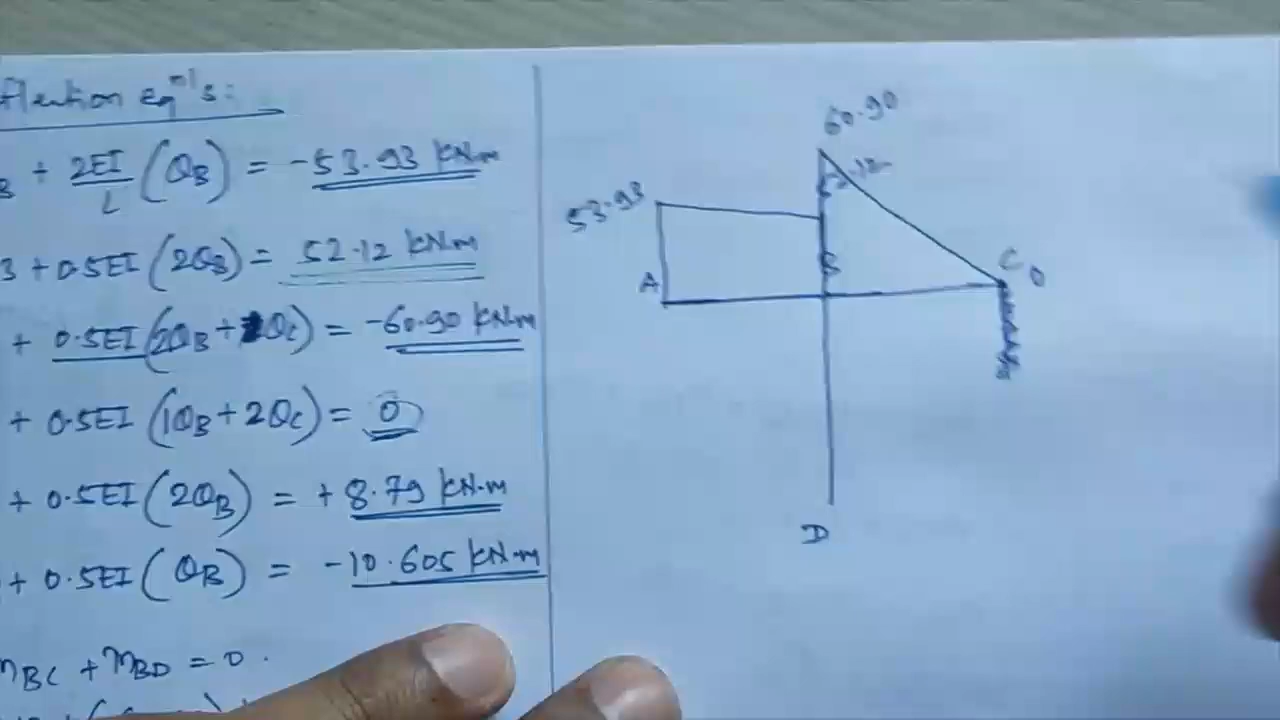 flection Eqⁿ's:
B + 2EI/L (θB) = -53.93 KN.m
B + 0.5EI (2θB) = 52.12 KN.m
+ 0.5EI (2θB + θc) = -60.90 KN.m
+ 0.5EI (1θB + 2θc) = 0
+ 0.5EI (2θB) = + 8.79 KN.m
+ 0.5EI (θB) = -10.605 KN.m
MBC + MBD = 0.
60.90
53.93
A
B
C 0
D